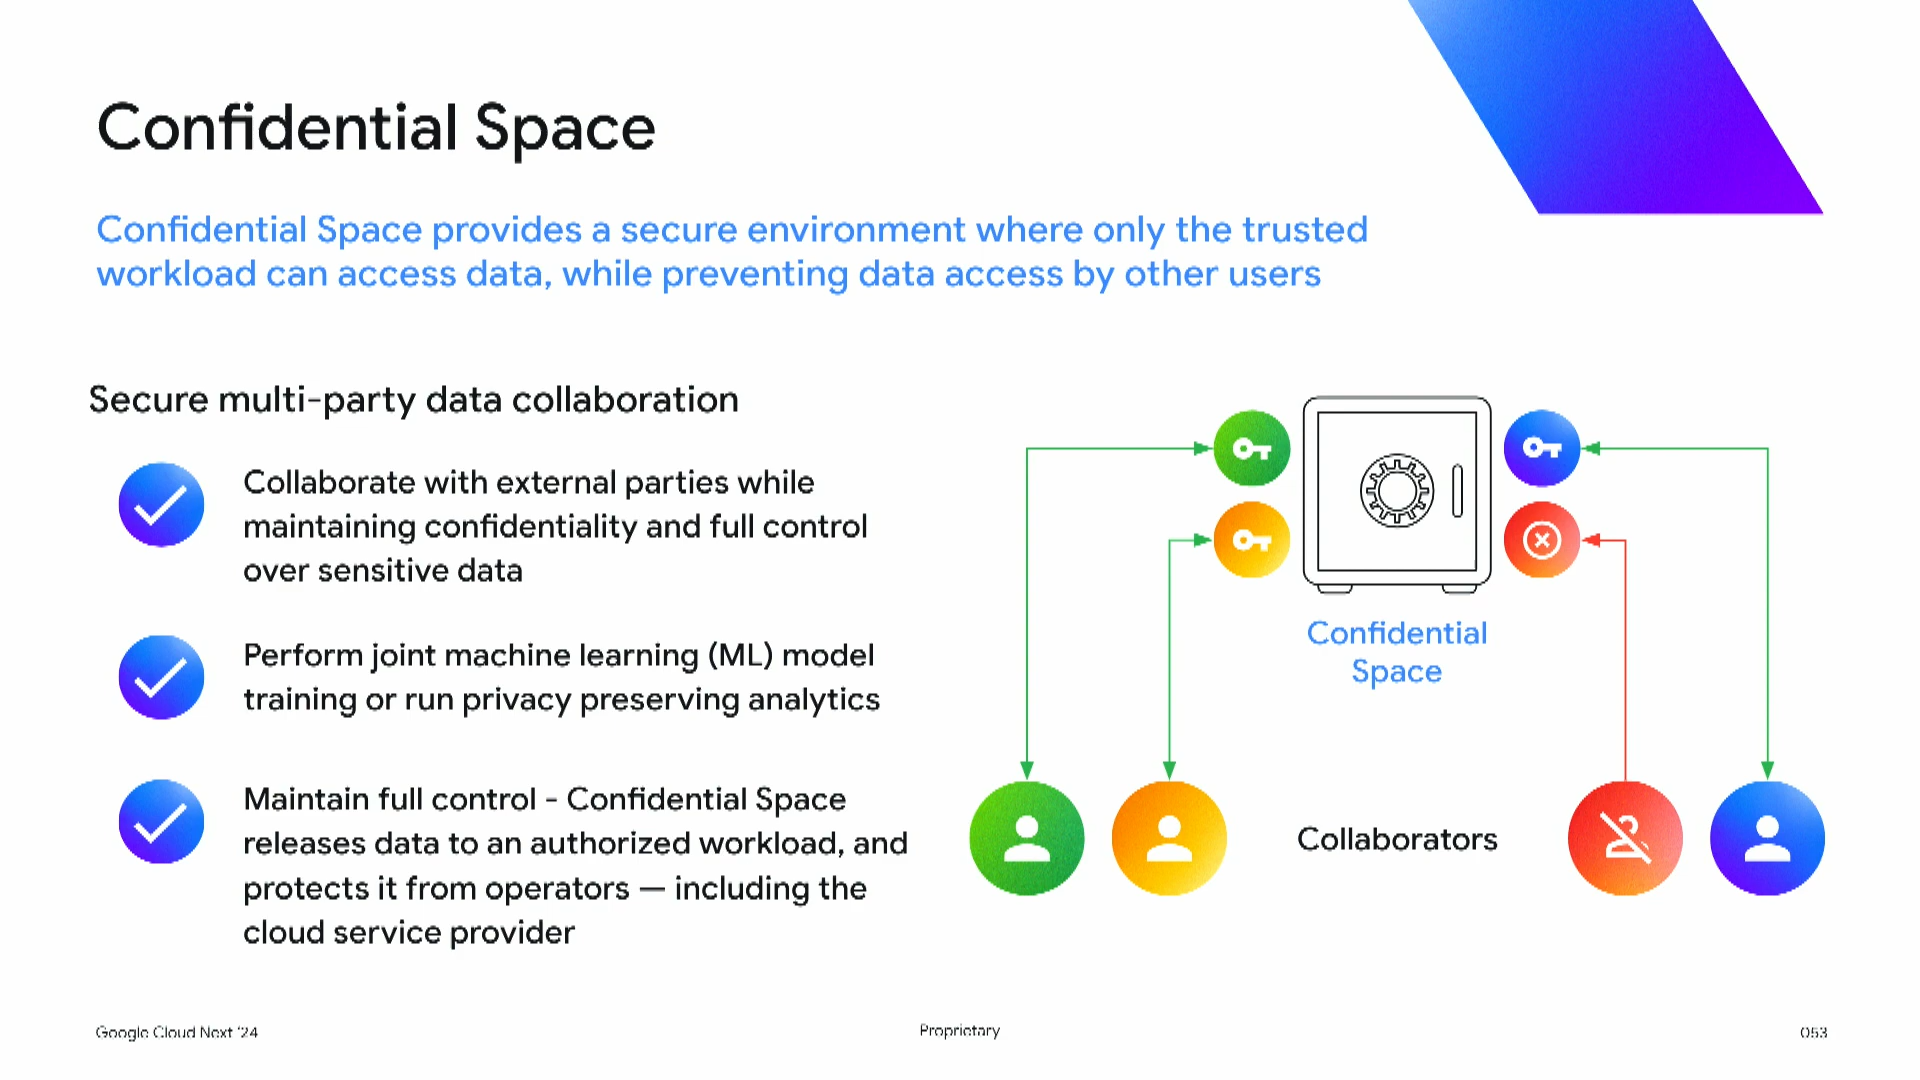 Confidential Space
Confidential Space provides a secure environment where only the trusted
workload can access data, while preventing data access by other users
Secure multi-party data collaboration
Collaborate with external parties while
maintaining confidentiality and full control
over sensitive data
Perform joint machine learning (ML) model
training or run privacy preserving analytics
Maintain full control - Confidential Space
releases data to an authorized workload, and
protects it from operators — including the
cloud service provider
Confidential
Space
Collaborators
Google Cloud Next '24
Proprietary
053